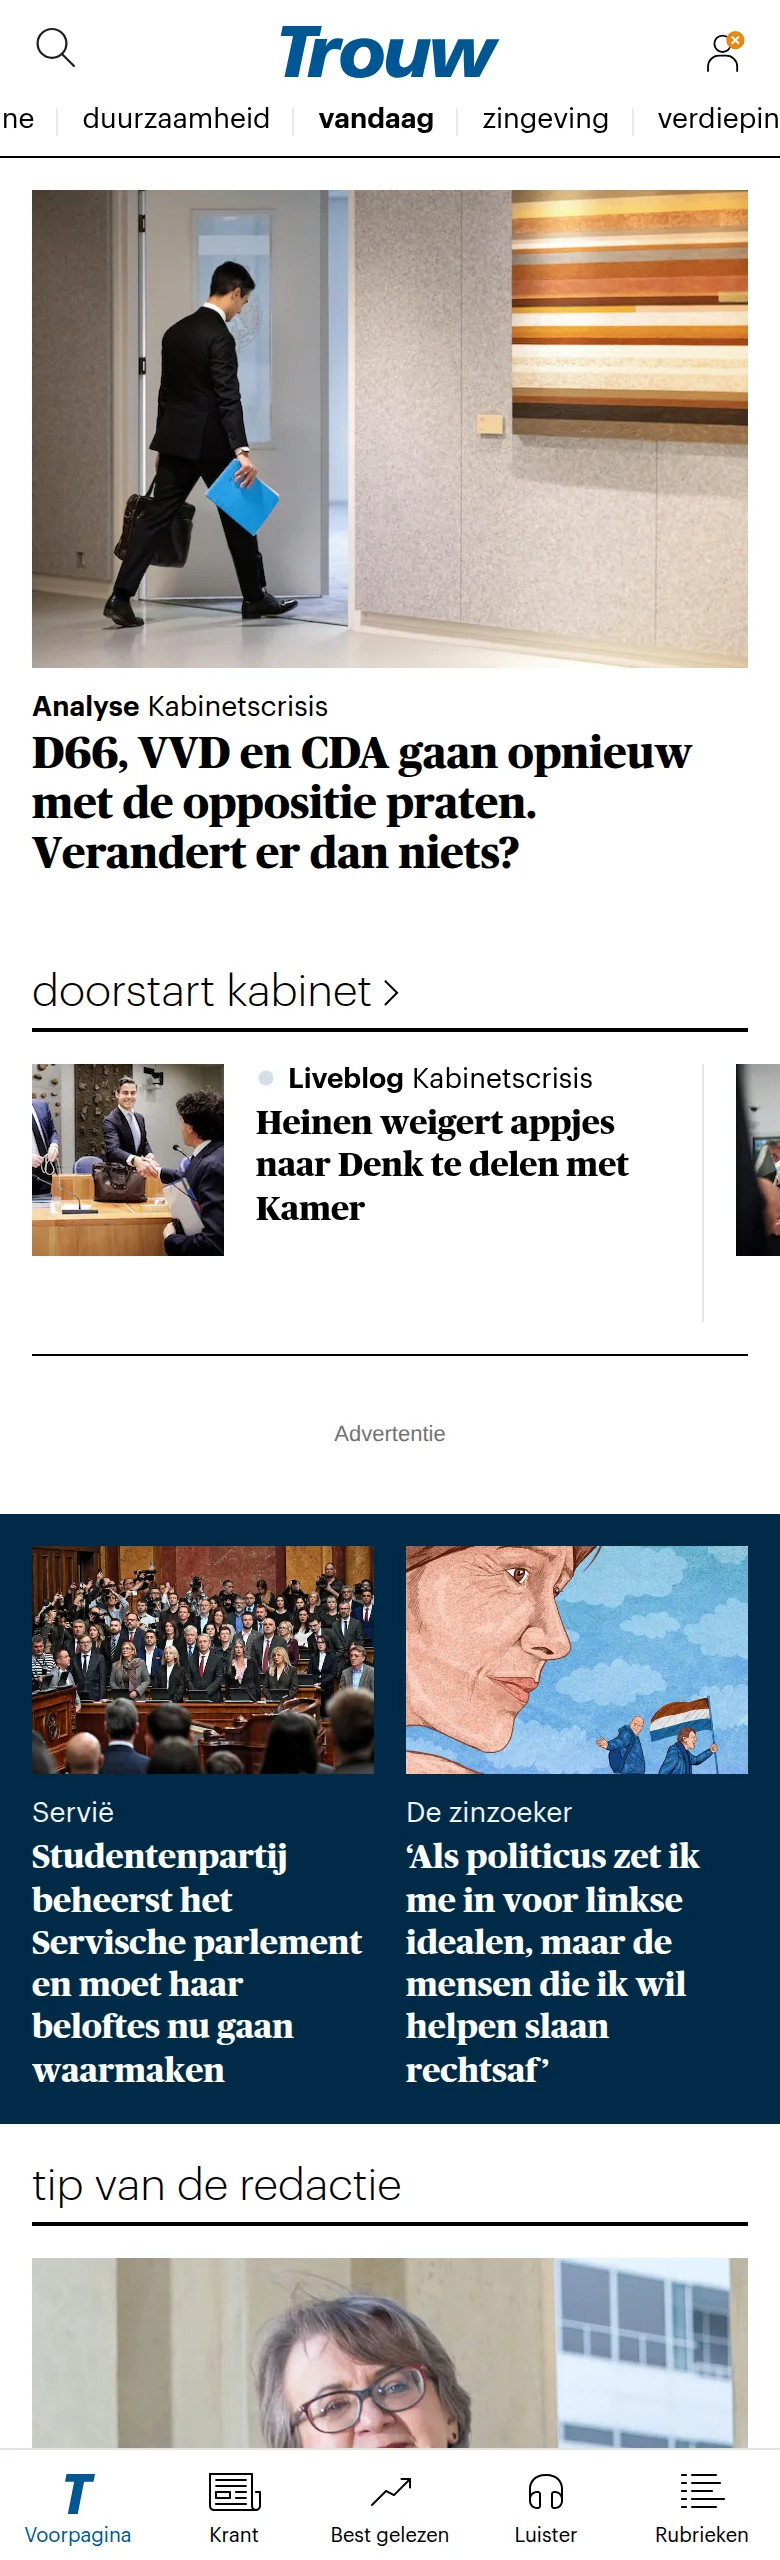 Trouw
ne
duurzaamheid
vandaag
zingeving
verdiepin
Analyse Kabinetscrisis
D66, VVD en CDA gaan opnieuw
met de oppositie praten.
Verandert er dan niets?
doorstart kabinet
Liveblog Kabinetscrisis
Heinen weigert appjes
naar Denk te delen met
Kamer
Advertentie
Servië
Studentenpartij
beheerst het
Servische parlement
en moet haar
beloftes nu gaan
waarmaken
De zinzoeker
‘Als politicus zet ik
me in voor linkse
idealen, maar de
mensen die ik wil
helpen slaan
rechtsaf’
tip van de redactie
T
Voorpagina
Krant
Best gelezen
Luister
Rubrieken